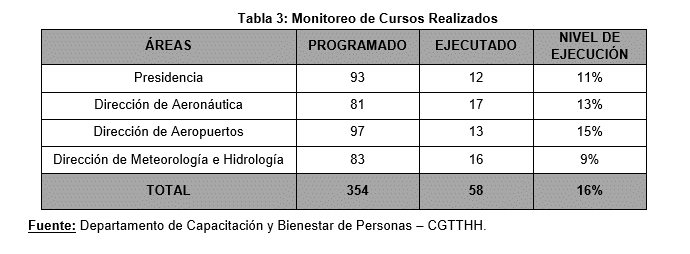 Tabla 3: Monitoreo de Cursos Realizados
ÁREAS PROGRAMADO EJECUTADO NIVEL DE EJECUCIÓN
Presidencia 93 12 11%
Dirección de Aeronáutica 81 17 13%
Dirección de Aeropuertos 97 13 15%
Dirección de Meteorología e Hidrología 83 16 9%
TOTAL 354 58 16%
Fuente: Departamento de Capacitación y Bienestar de Personas – CGTTHH.